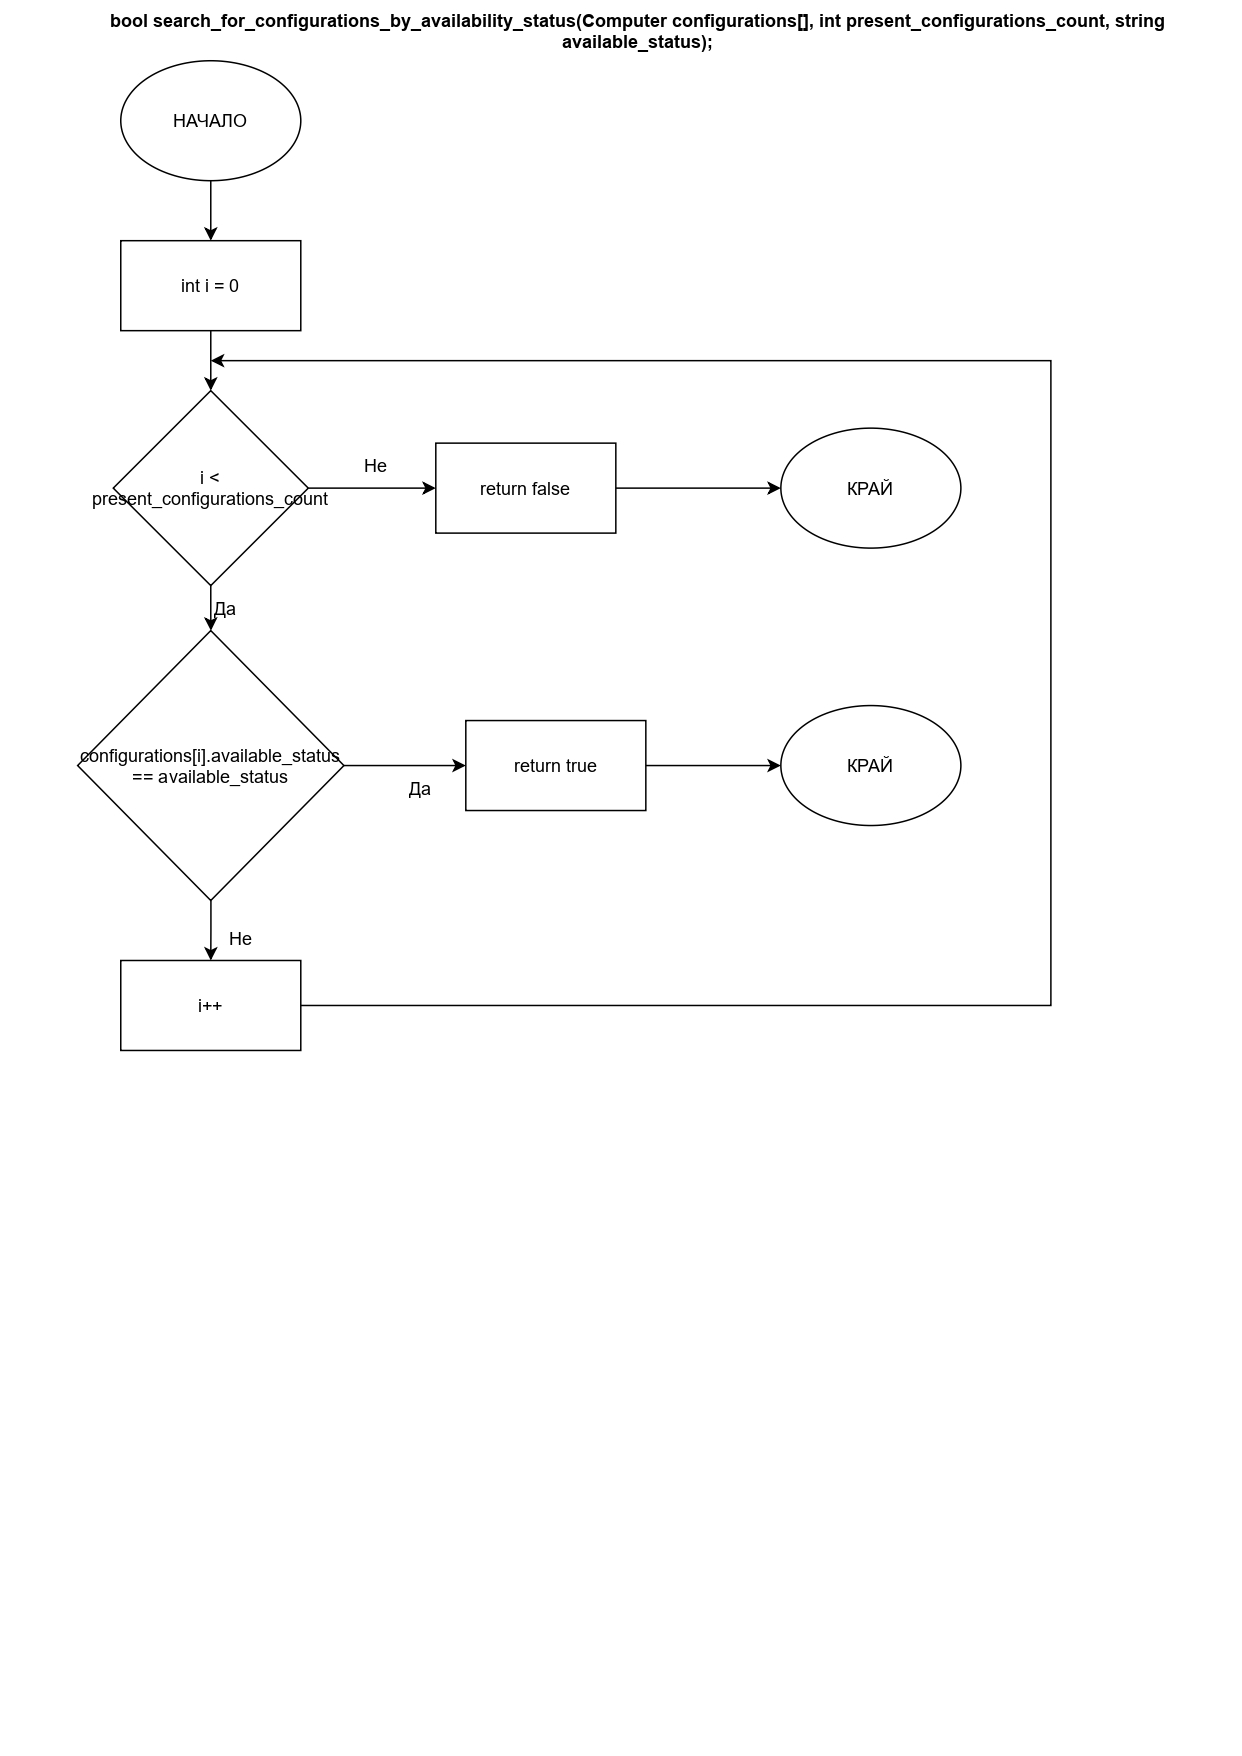 bool search_for_configurations_by_availability_status(Computer configurations[], int present_configurations_count, string
available_status);
НАЧАЛО
int i = 0
i <
present_configurations_count
Не
return false
КРАЙ
Да
configurations[i].available_status
== available_status
Да
return true
КРАЙ
Не
i++